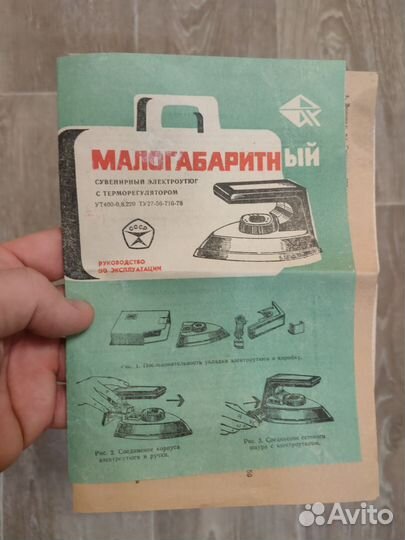 МАЛОГАБАРИТНЫЙ
СУВЕНИРНЫЙ ЭЛЕКТРОУТЮГ
С ТЕРМОРЕГУЛЯТОРОМ
УТ400-0,8.220 ТУ27-56-716-78
СССР
РУКОВОДСТВО
ПО ЭКСПЛУАТАЦИИ
Рис. 1. Последовательность укладки электроутюга в коробку.
Рис. 2. Соединение корпуса
электроутюга и ручки.
Рис. 3. Соединение сетевого
шнура с электроутюгом.
Avito